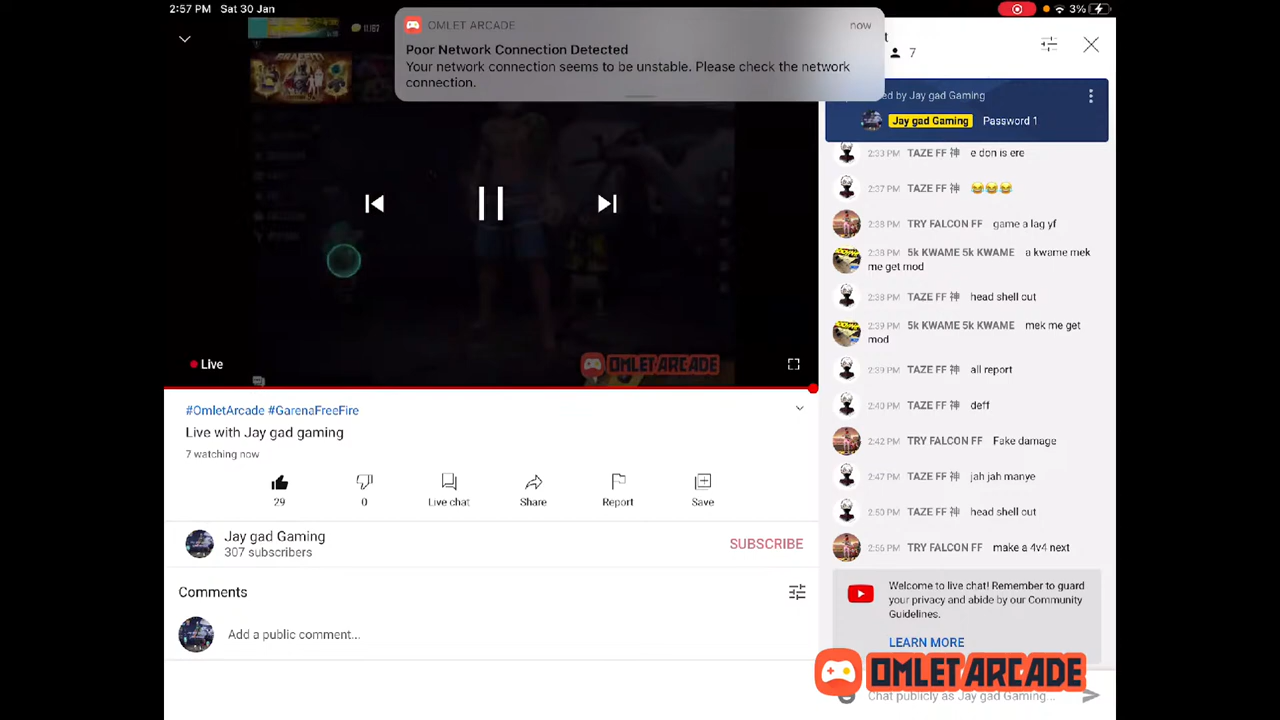 2:57 PM Sat 30 Jan
3%
11,187
OMLET ARCADE
now
Poor Network Connection Detected
Your network connection seems to be unstable. Please check the network
connection.
7
ed by Jay gad Gaming
Jay gad Gaming Password 1
2:33 PM TAZE FF 神 e don is ere
2:37 PM TAZE FF 神 😂😂😂
2:38 PM TRY FALCON FF game a lag yf
2:38 PM 5k KWAME 5k KWAME a kwame mek
me get mod
2:38 PM TAZE FF 神 head shell out
2:39 PM 5k KWAME 5k KWAME mek me get
mod
2:39 PM TAZE FF 神 all report
2:40 PM TAZE FF 神 deff
2:42 PM TRY FALCON FF Fake damage
2:47 PM TAZE FF 神 jah jah manye
2:50 PM TAZE FF 神 head shell out
2:56 PM TRY FALCON FF make a 4v4 next
Welcome to live chat! Remember to guard
your privacy and abide by our Community
Guidelines.
LEARN MORE
OMLET ARCADE
Chat publicly as Jay gad Gaming...
Live
OMLET ARCADE
#OmletArcade #GarenaFreeFire
Live with Jay gad gaming
7 watching now
29
0
Live chat
Share
Report
Save
Jay gad Gaming
307 subscribers
SUBSCRIBE
Comments
Add a public comment...